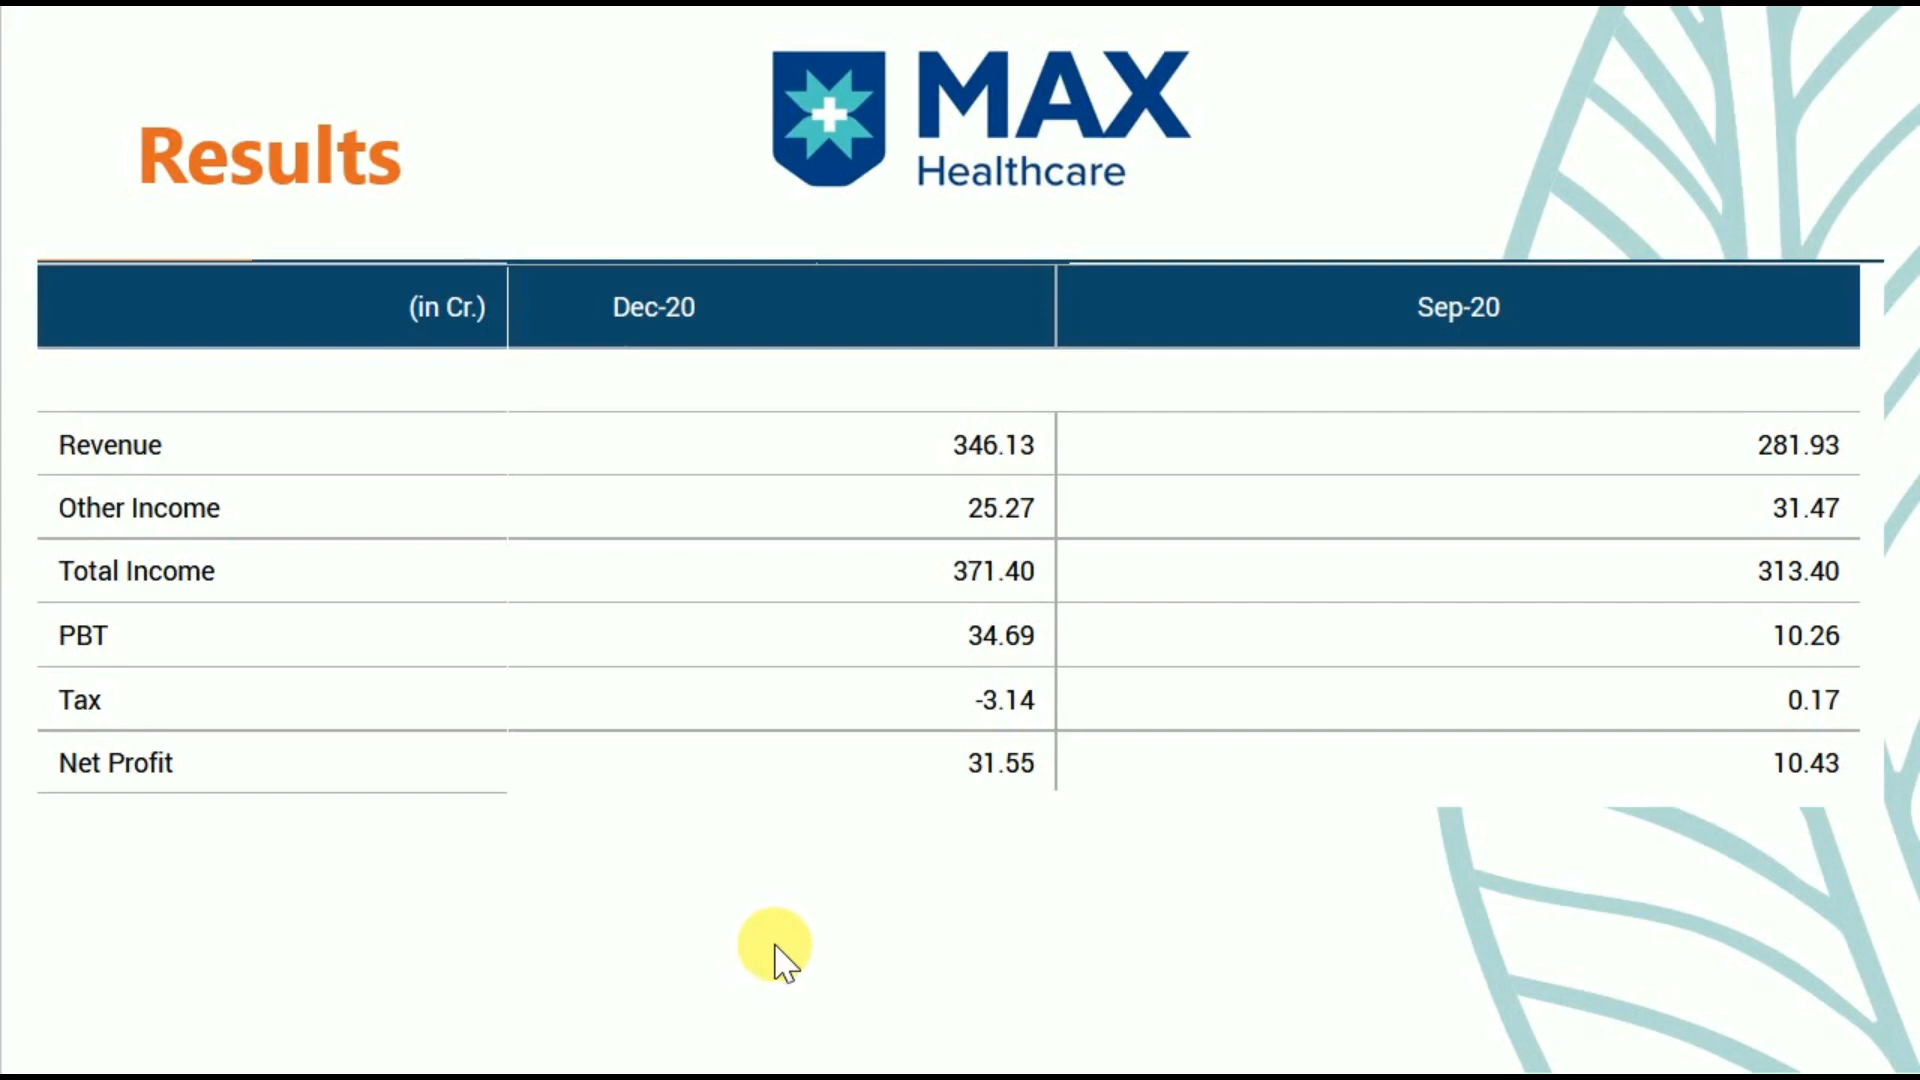 MAX
Healthcare
Results
(in Cr.) Dec-20 Sep-20
Revenue 346.13 281.93
Other Income 25.27 31.47
Total Income 371.40 313.40
PBT 34.69 10.26
Tax -3.14 0.17
Net Profit 31.55 10.43